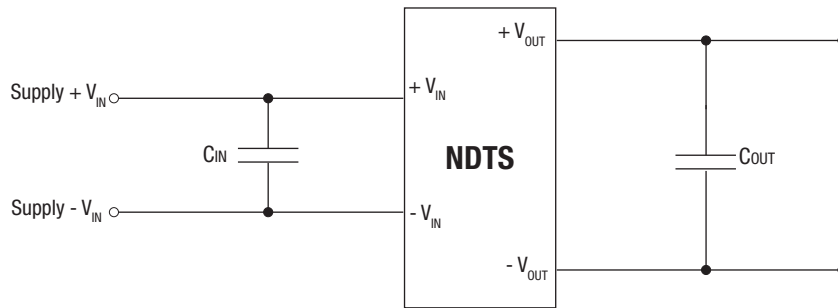 + VOUT
Supply + VIN
+ VIN
CIN
NDTS
COUT
Supply - VIN
- VIN
- VOUT